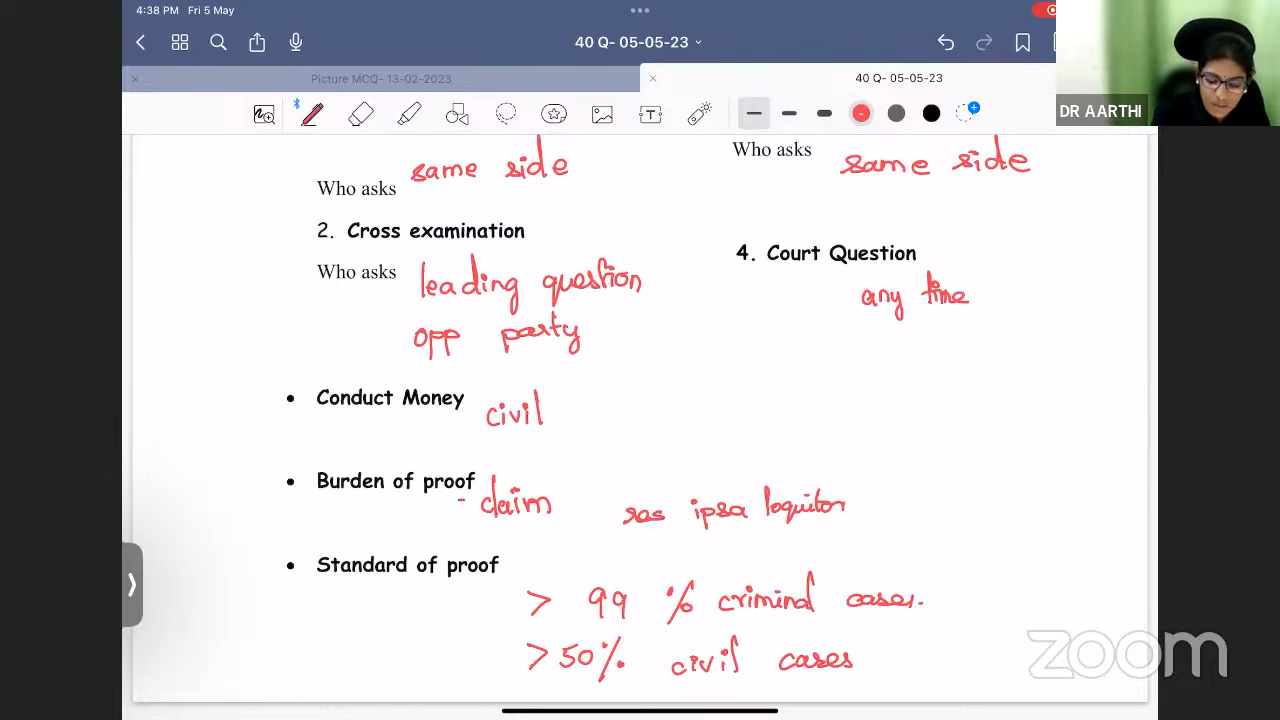 4:38 PM Fri 5 May
40 Q- 05-05-23
Picture MCQ- 13-02-2023
40 Q- 05-05-23
DR AARTHI
same side
Who asks
2. Cross examination
Who asks leading question
opp party
Who asks same side
4. Court Question
any time
• Conduct Money civil
• Burden of proof - claim res ipsa loquitor
• Standard of proof
> 99 % criminal cases.
> 50% civil cases
zoom